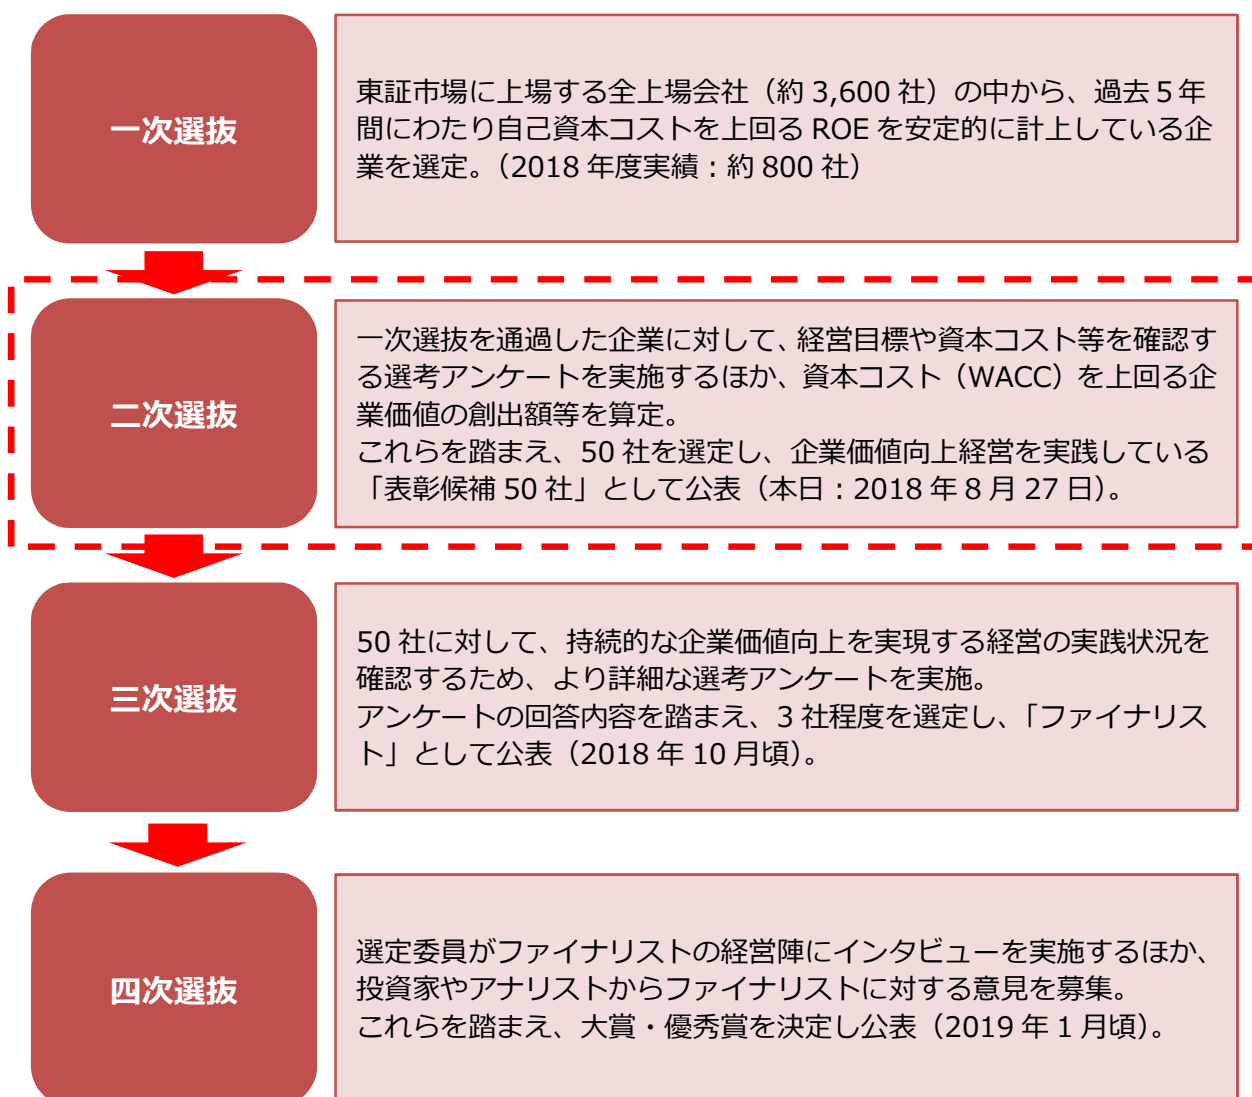 一次選抜
東証市場に上場する全上場会社（約 3,600 社）の中から、過去５年
間にわたり自己資本コストを上回る ROE を安定的に計上している企
業を選定。（2018 年度実績：約 800 社）
二次選抜
一次選抜を通過した企業に対して、経営目標や資本コスト等を確認す
る選考アンケートを実施するほか、資本コスト（WACC）を上回る企
業価値の創出額等を算定。
これらを踏まえ、50 社を選定し、企業価値向上経営を実践している
「表彰候補 50 社」として公表（本日：2018 年 8 月 27 日）。
三次選抜
50 社に対して、持続的な企業価値向上を実現する経営の実践状況を
確認するため、より詳細な選考アンケートを実施。
アンケートの回答内容を踏まえ、3 社程度を選定し、「ファイナリス
ト」として公表（2018 年 10 月頃）。
四次選抜
選定委員がファイナリストの経営陣にインタビューを実施するほか、
投資家やアナリストからファイナリストに対する意見を募集。
これらを踏まえ、大賞・優秀賞を決定し公表（2019 年 1 月頃）。